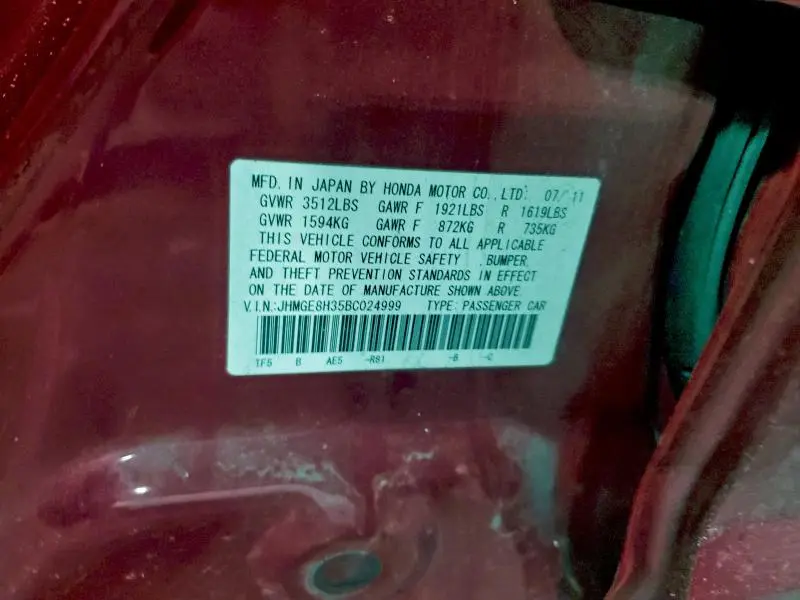 MFD. IN JAPAN BY HONDA MOTOR CO., LTD. 07/11
GVWR 3512LBS GAWR F 1921LBS R 1619LBS
GVWR 1594KG GAWR F 872KG R 735KG
THIS VEHICLE CONFORMS TO ALL APPLICABLE
FEDERAL MOTOR VEHICLE SAFETY , BUMPER,
AND THEFT PREVENTION STANDARDS IN EFFECT
ON THE DATE OF MANUFACTURE SHOWN ABOVE.
V.I.N.:JHMGE8H35BC024999 TYPE: PASSENGER CAR
TF5 B AE5 -R81 -B -C